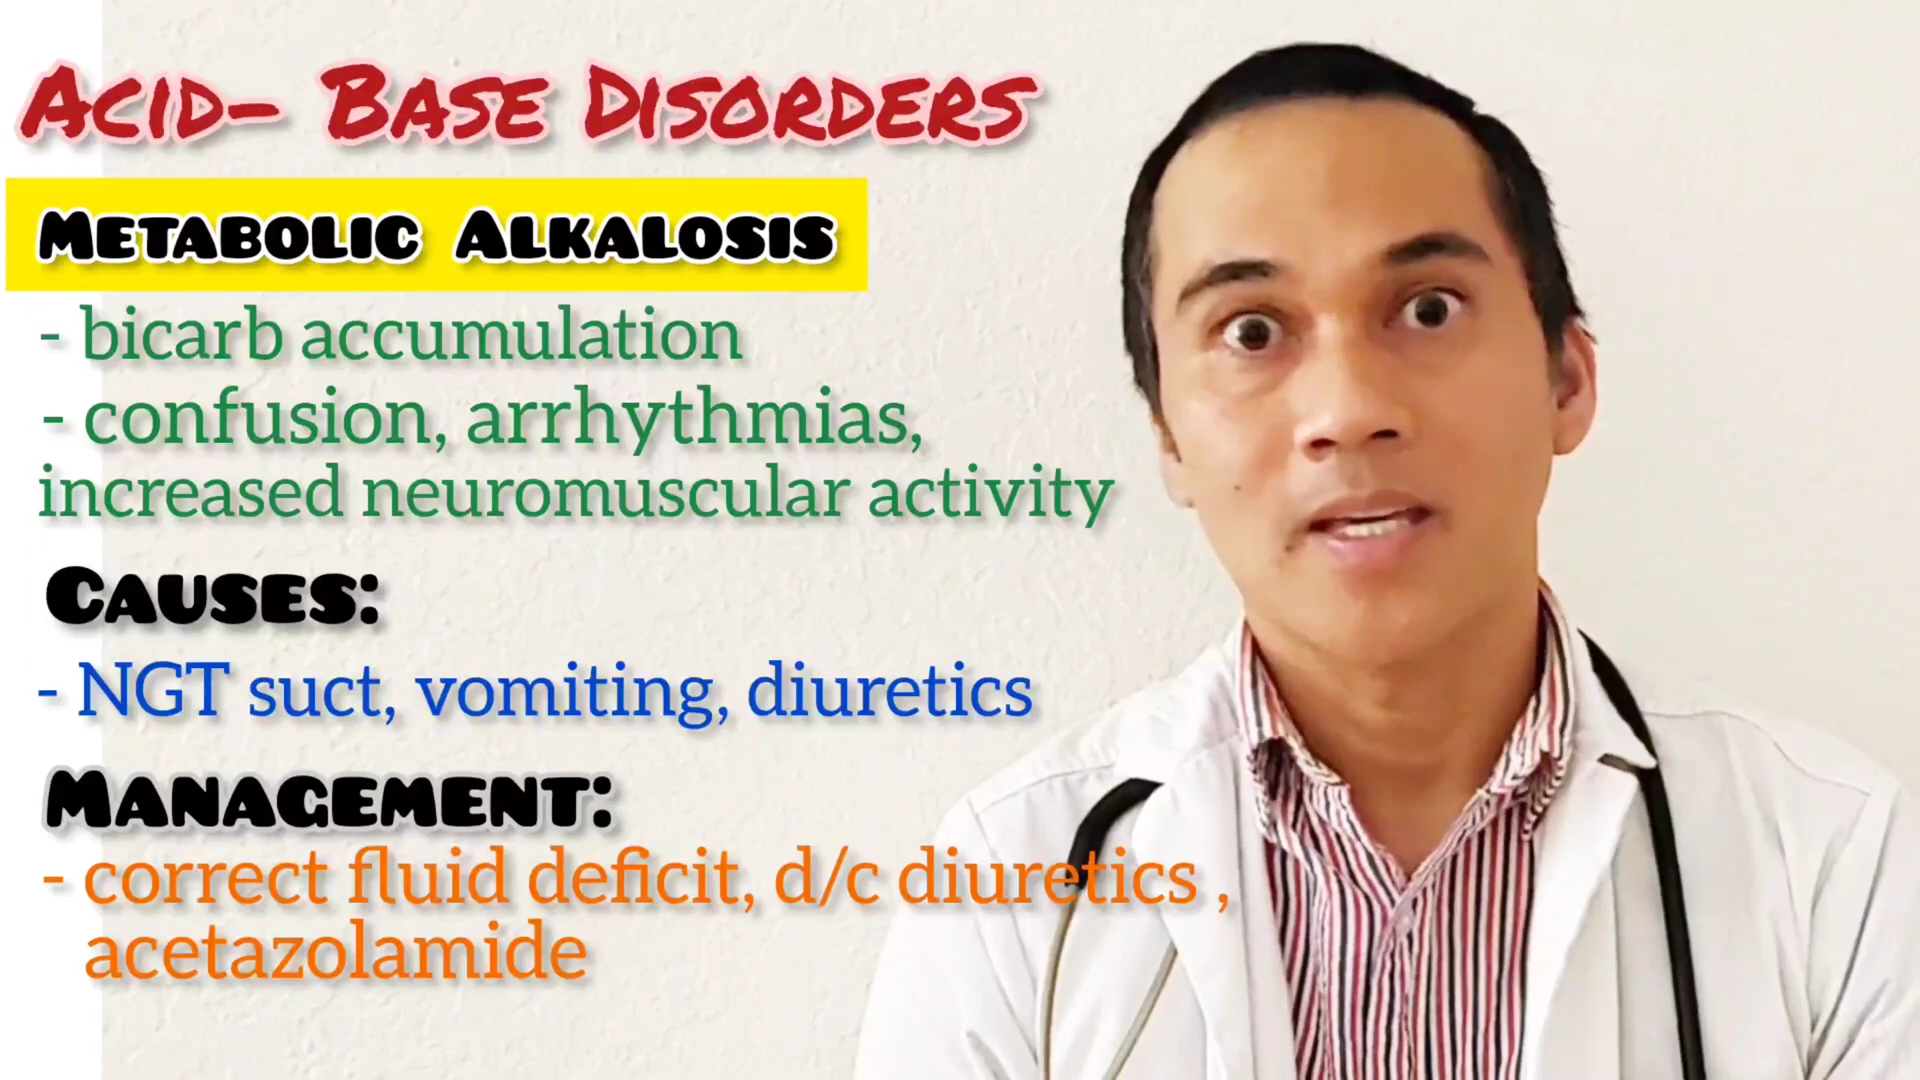 Acid- Base Disorders
Metabolic Alkalosis
- bicarb accumulation
- confusion, arrhythmias,
increased neuromuscular activity
Causes:
- NGT suct, vomiting, diuretics
Management:
- correct fluid deficit, d/c diuretics ,
acetazolamide